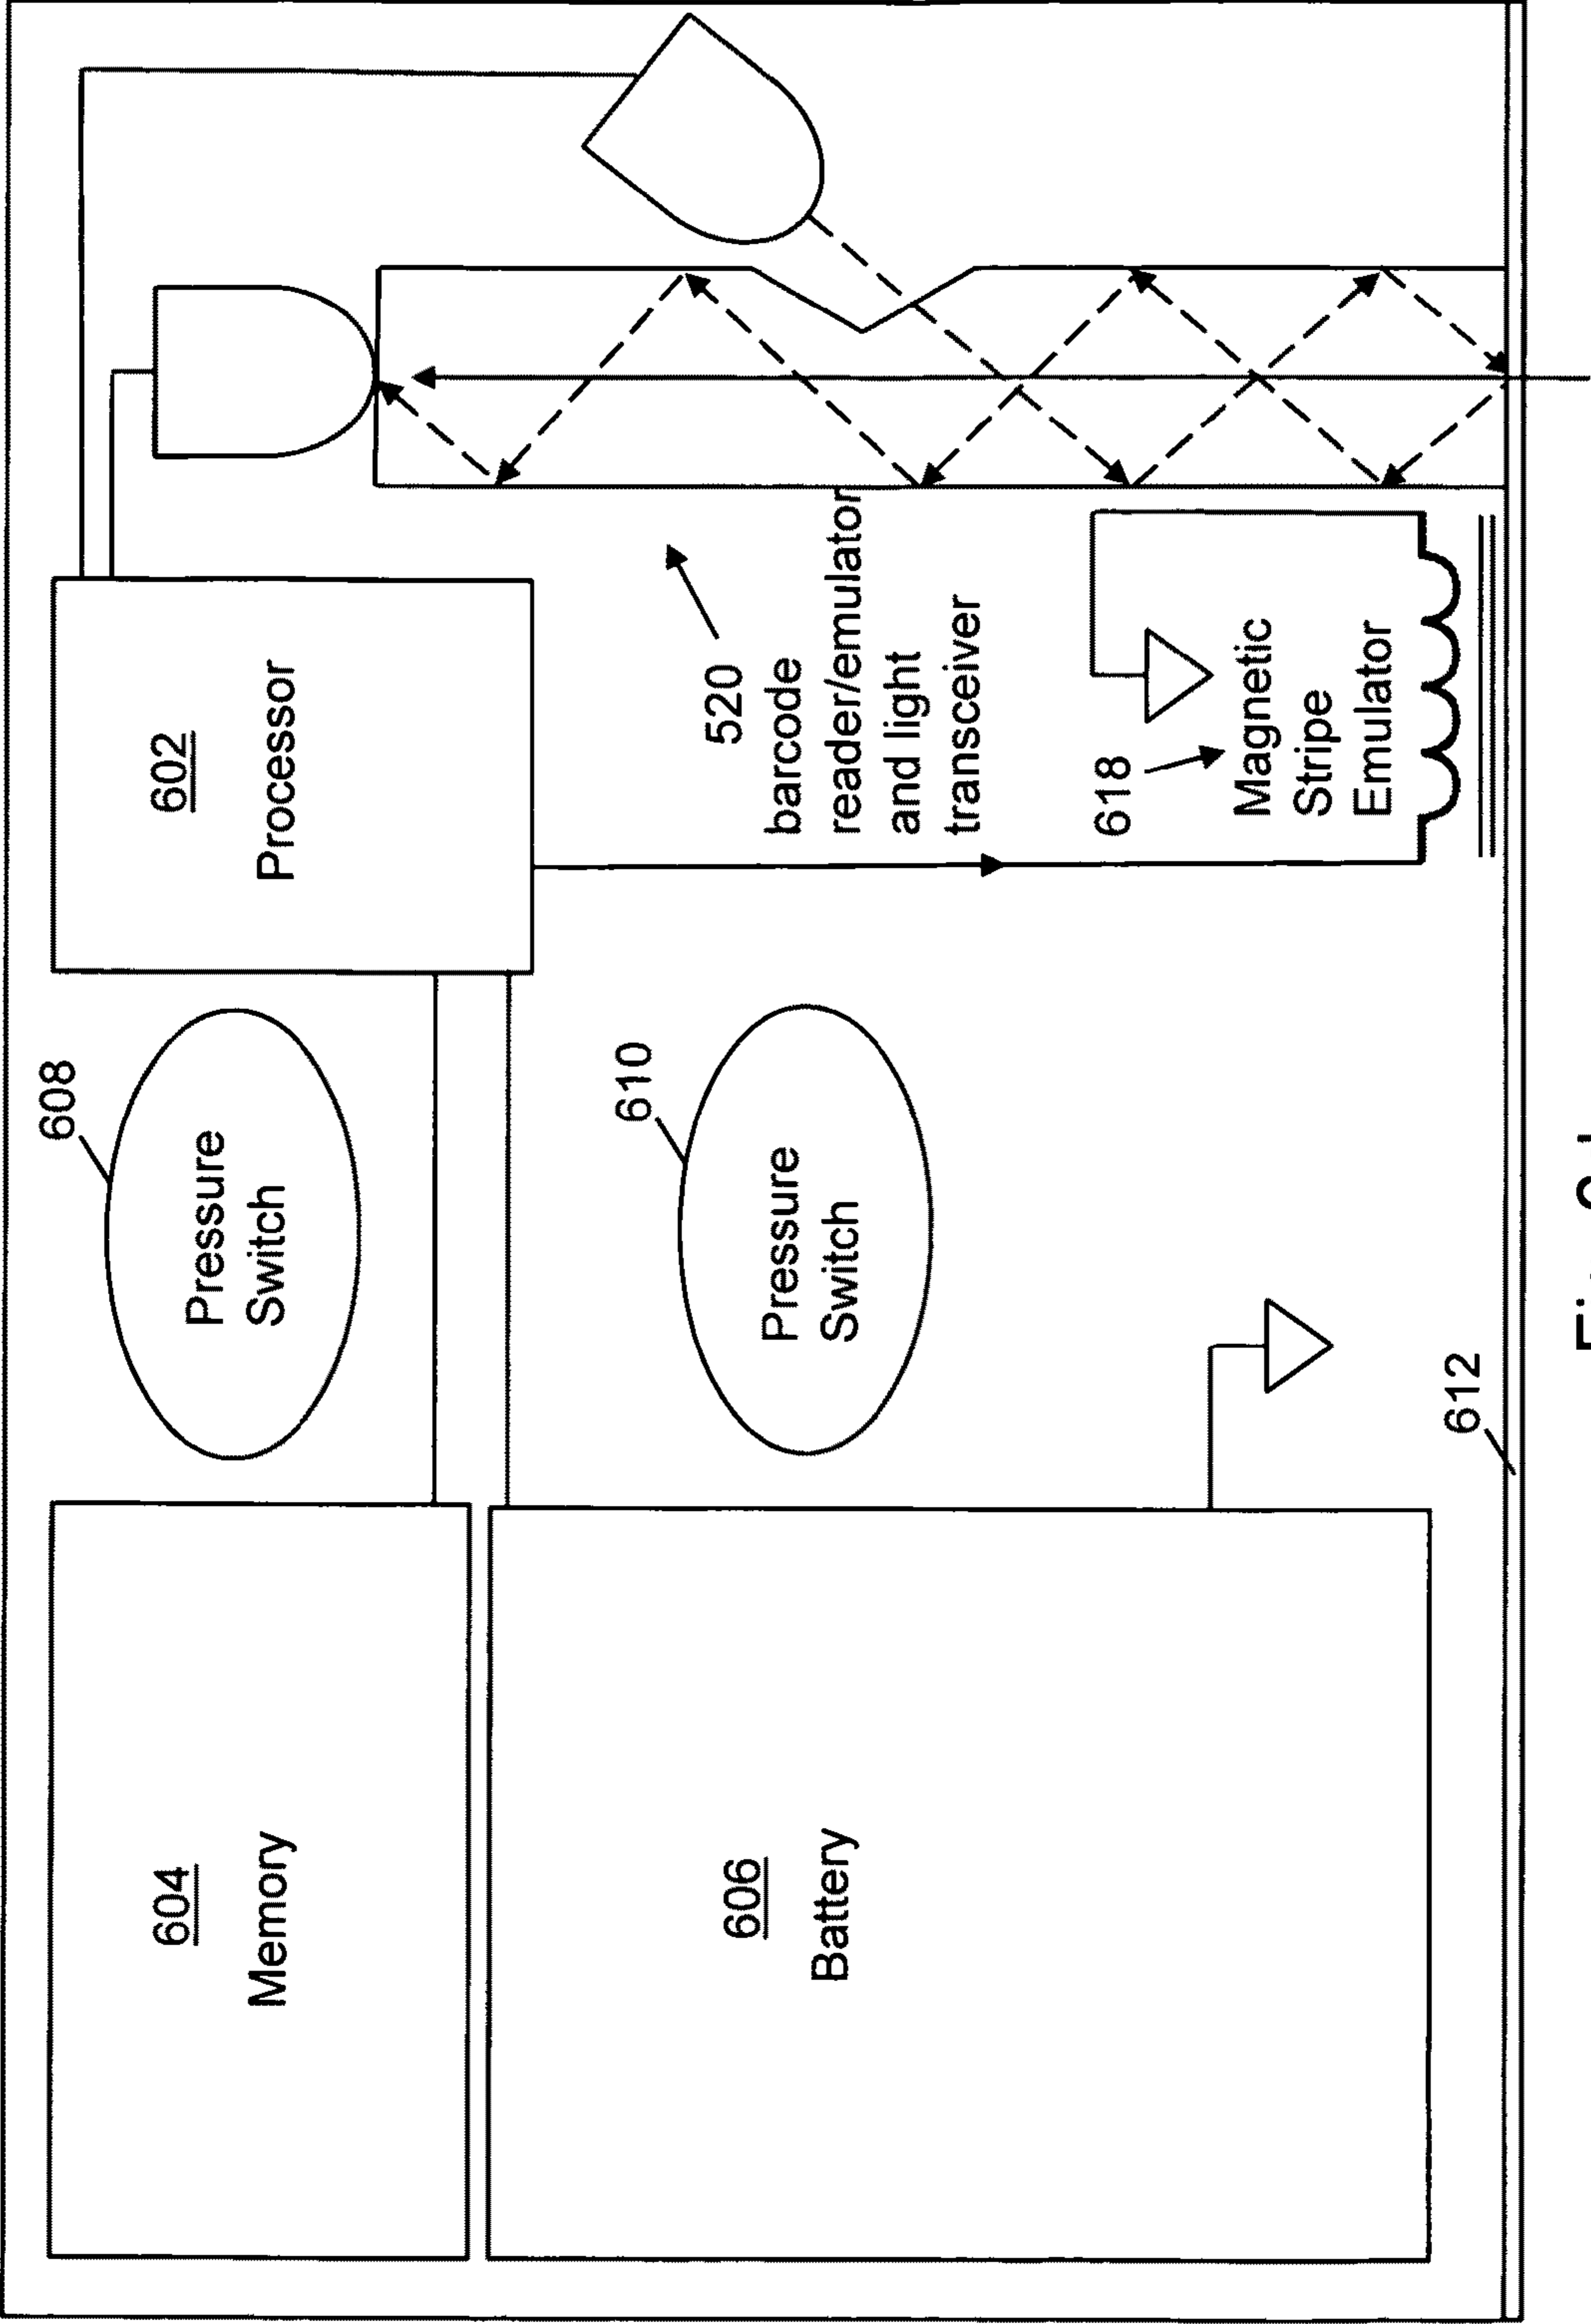 604
Memory
608
Pressure
Switch
602
Processor
606
Battery
610
Pressure
Switch
520
barcode
reader/emulator
and light
transceiver
618
Magnetic
Stripe
Emulator
612